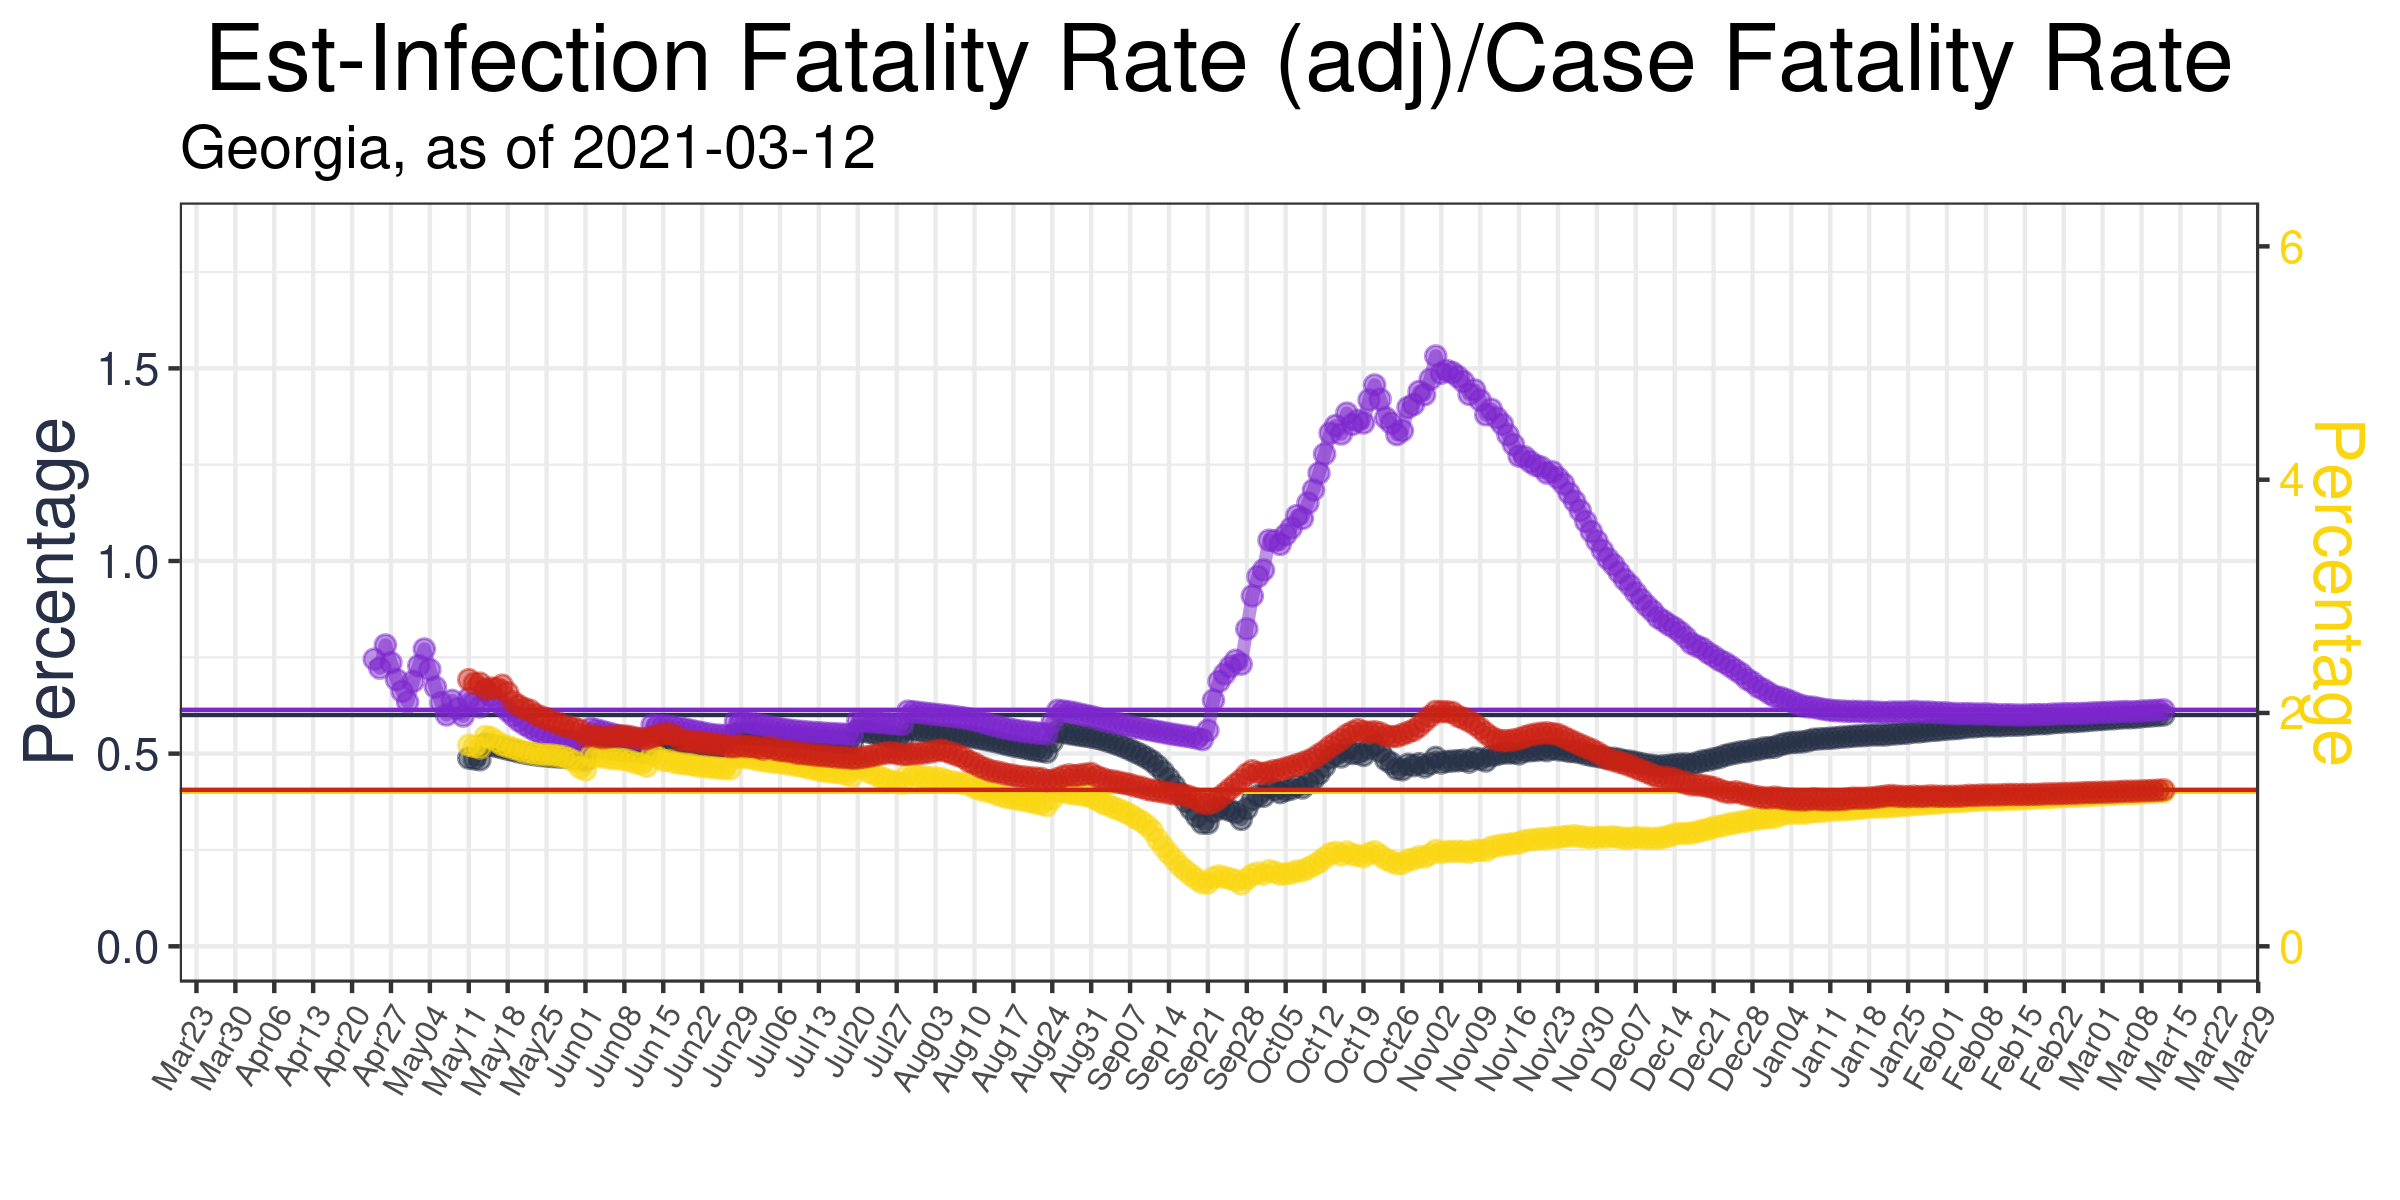 Est-Infection Fatality Rate (adj)/Case Fatality Rate
Georgia, as of 2021-03-12
Percentage
1.5
1.0
0.5
0.0
6
4
2
0
Percentage
Mar23
Mar30
Apr06
Apr13
Apr20
Apr27
May04
May11
May18
May25
Jun01
Jun08
Jun15
Jun22
Jun29
Jul06
Jul13
Jul20
Jul27
Aug03
Aug10
Aug17
Aug24
Aug31
Sep07
Sep14
Sep21
Sep28
Oct05
Oct12
Oct19
Oct26
Nov02
Nov09
Nov16
Nov23
Nov30
Dec07
Dec14
Dec21
Dec28
Jan04
Jan11
Jan18
Jan25
Feb01
Feb08
Feb15
Feb22
Mar01
Mar08
Mar15
Mar22
Mar29